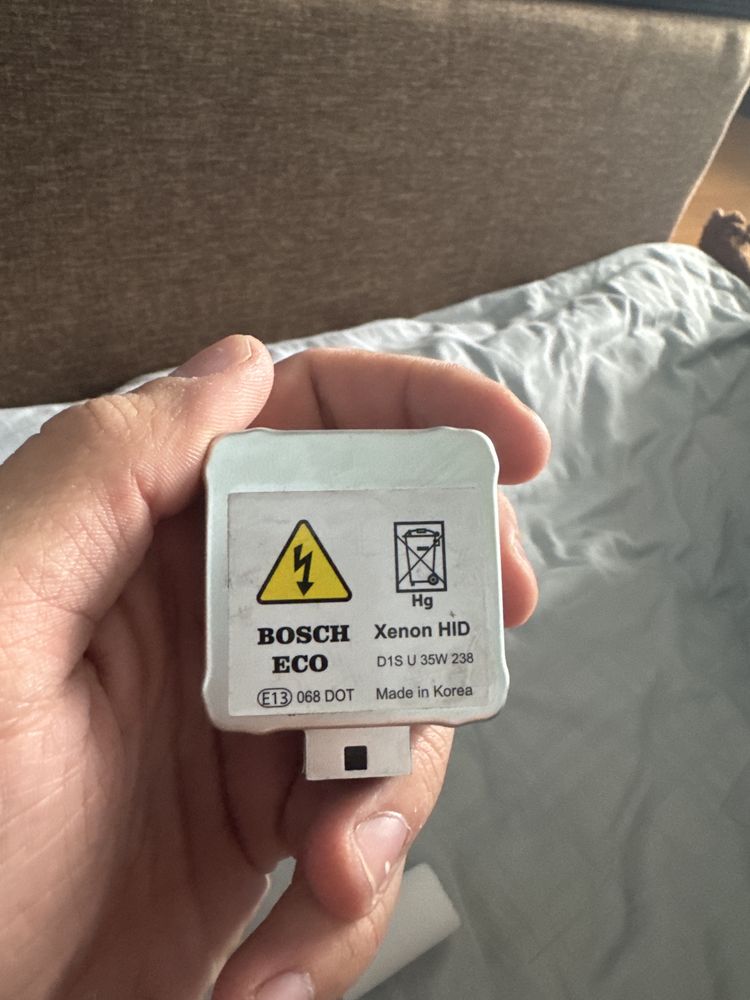 Hg
BOSCH
ECO
Xenon HID
D1S U 35W 238
E13 068 DOT
Made in Korea